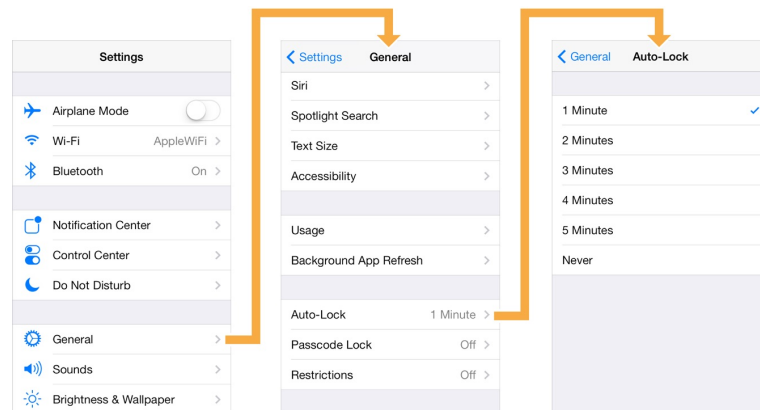 Settings
Airplane Mode
Wi-Fi AppleWiFi
Bluetooth On
Notification Center
Control Center
Do Not Disturb
General
Sounds
Brightness & Wallpaper
Settings General
Siri
Spotlight Search
Text Size
Accessibility
Usage
Background App Refresh
Auto-Lock 1 Minute
Passcode Lock Off
Restrictions Off
General Auto-Lock
1 Minute
2 Minutes
3 Minutes
4 Minutes
5 Minutes
Never